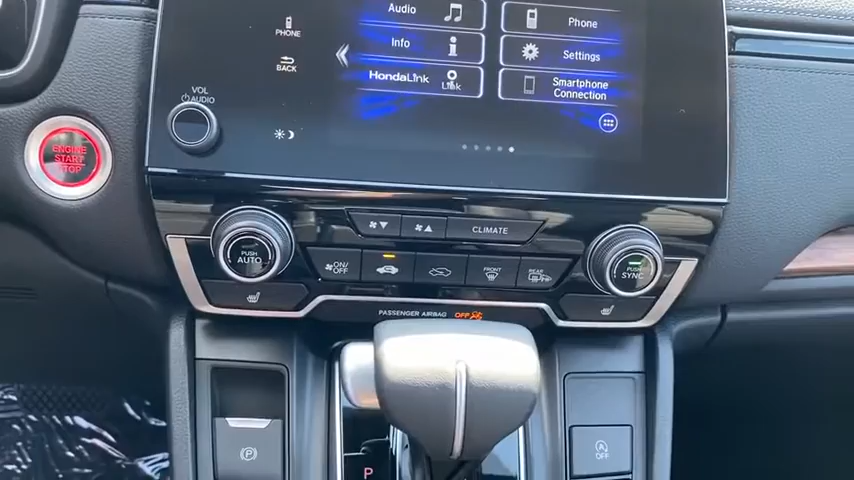 Audio
Phone
PHONE
Info
Settings
BACK
HondaLink
Link
Smartphone
Connection
VOL
AUDIO
ENGINE
START
STOP
CLIMATE
PUSH
AUTO
ON/
OFF
FRONT
REAR
PUSH
SYNC
PASSENGER AIRBAG OFF
P
P
A
OFF